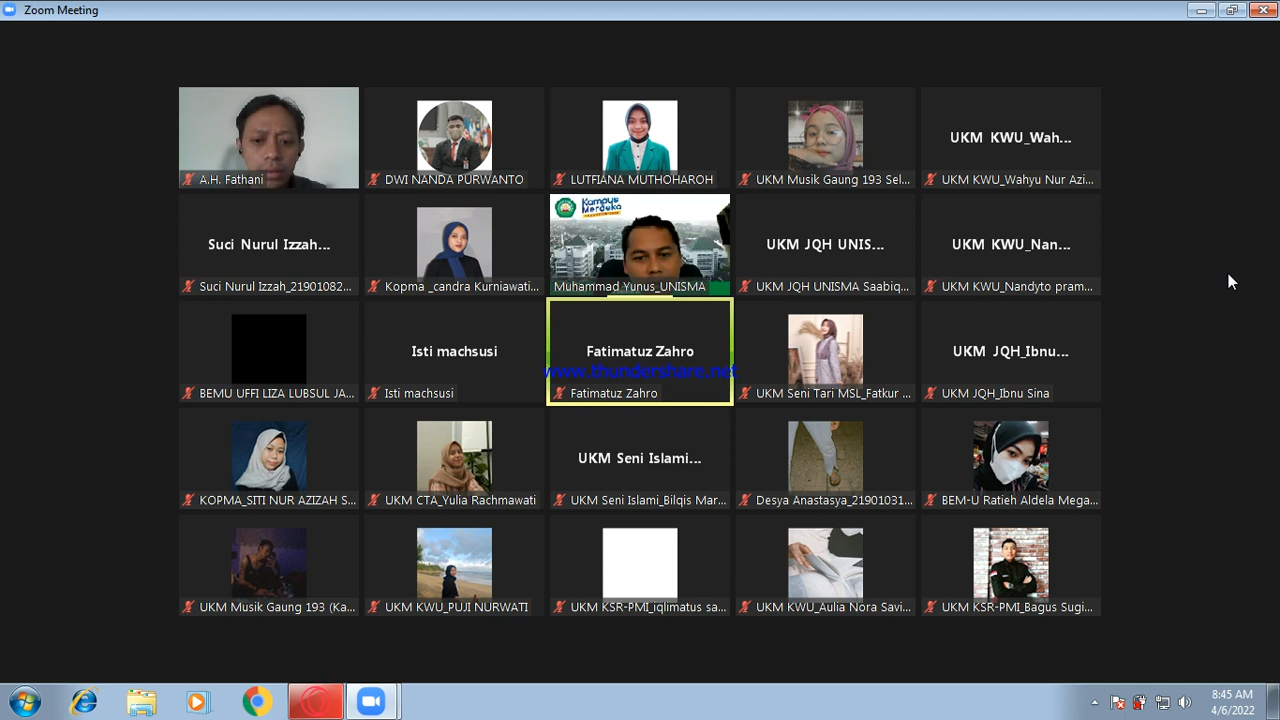 Zoom Meeting
A.H. Fathani
DWI NANDA PURWANTO
LUTFIANA MUTHOHAROH
UKM Musik Gaung 193 Sel...
UKM KWU_Wah...
UKM KWU_Wahyu Nur Azi...
Suci Nurul Izzah...
Suci Nurul Izzah_21901082...
Kopma _candra Kurniawati...
Kampus
Merdeka
Muhammad Yunus_UNISMA
UKM JQH UNIS...
UKM JQH UNISMA Saabiq...
UKM KWU_Nan...
UKM KWU_Nandyto pram...
BEMU UFFI LIZA LUBSUL JA...
Isti machsusi
Isti machsusi
Fatimatuz Zahro
www.thundershare.net
Fatimatuz Zahro
UKM Seni Tari MSL_Fatkur ...
UKM JQH_Ibnu...
UKM JQH_Ibnu Sina
KOPMA_SITI NUR AZIZAH S...
UKM CTA_Yulia Rachmawati
UKM Seni Islami...
UKM Seni Islami_Bilqis Mar...
Desya Anastasya_21901031...
BEM-U Ratieh Aldela Mega...
UKM Musik Gaung 193 (Ka...
UKM KWU_PUJI NURWATI
UKM KSR-PMI_iqlimatus sa...
UKM KWU_Aulia Nora Savi...
UKM KSR-PMI_Bagus Sugi...
8:45 AM
4/6/2022